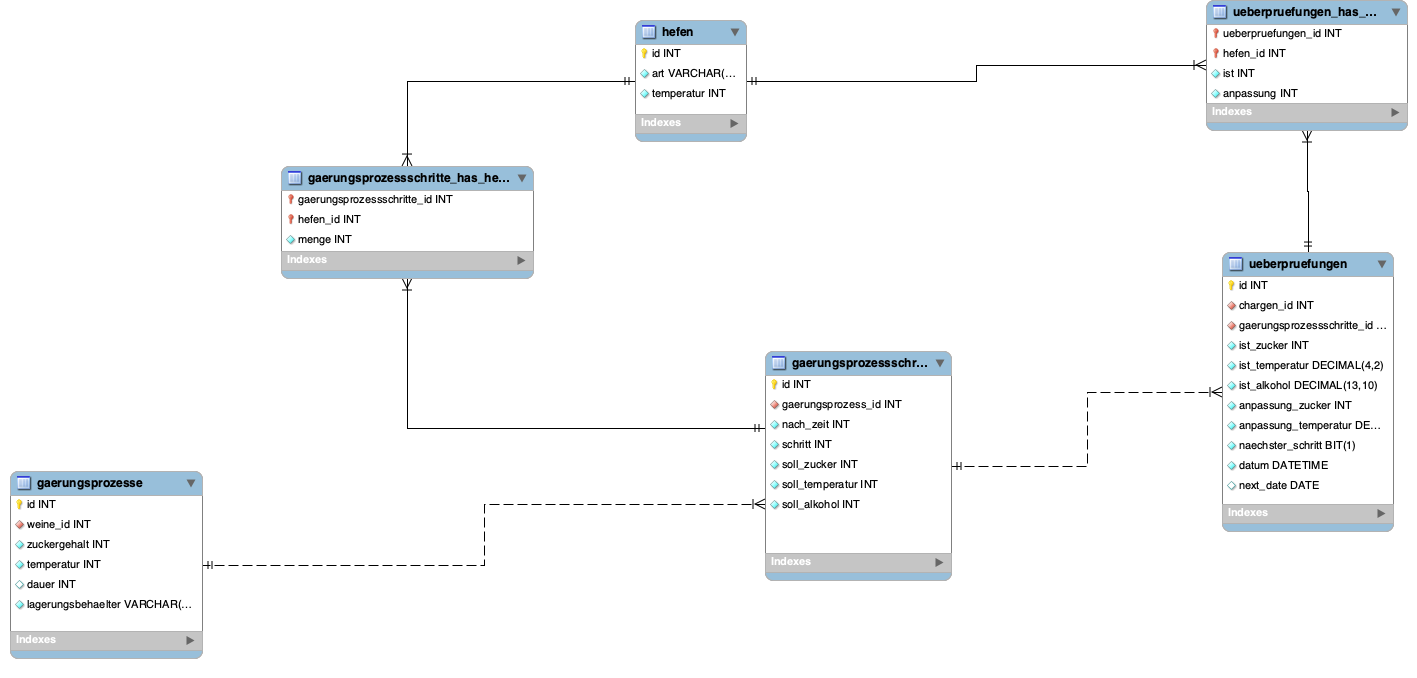 hefen
id INT
art VARCHAR(...
temperatur INT
Indexes
ueberpruefungen_has_...
ueberpruefungen_id INT
hefen_id INT
ist INT
anpassung INT
Indexes
gaerungsprozessschritte_has_he...
gaerungsprozessschritte_id INT
hefen_id INT
menge INT
Indexes
ueberpruefungen
id INT
chargen_id INT
gaerungsprozessschritte_id ...
ist_zucker INT
ist_temperatur DECIMAL(4,2)
ist_alkohol DECIMAL(13,10)
anpassung_zucker INT
anpassung_temperatur DE...
naechster_schritt BIT(1)
datum DATETIME
next_date DATE
Indexes
gaerungsprozessschr...
id INT
gaerungsprozess_id INT
nach_zeit INT
schritt INT
soll_zucker INT
soll_temperatur INT
soll_alkohol INT
Indexes
gaerungsprozesse
id INT
weine_id INT
zuckergehalt INT
temperatur INT
dauer INT
lagerungsbehaelter VARCHAR(...
Indexes